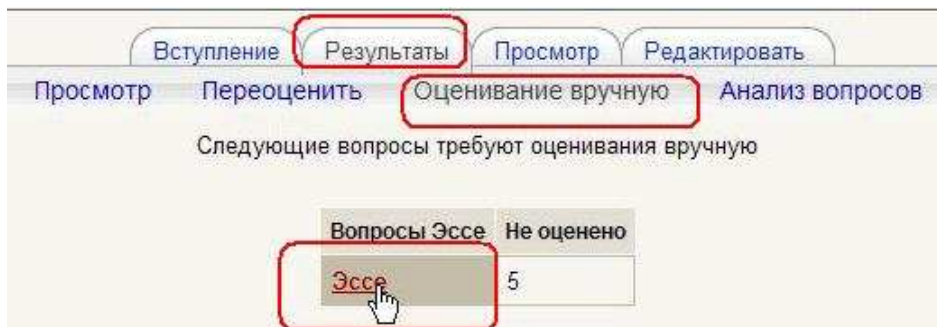 Вступление Результаты Просмотр Редактировать
Просмотр Переоценить Оценивание вручную Анализ вопросов
Следующие вопросы требуют оценивания вручную
Вопросы Эссе Не оценено
Эссе 5